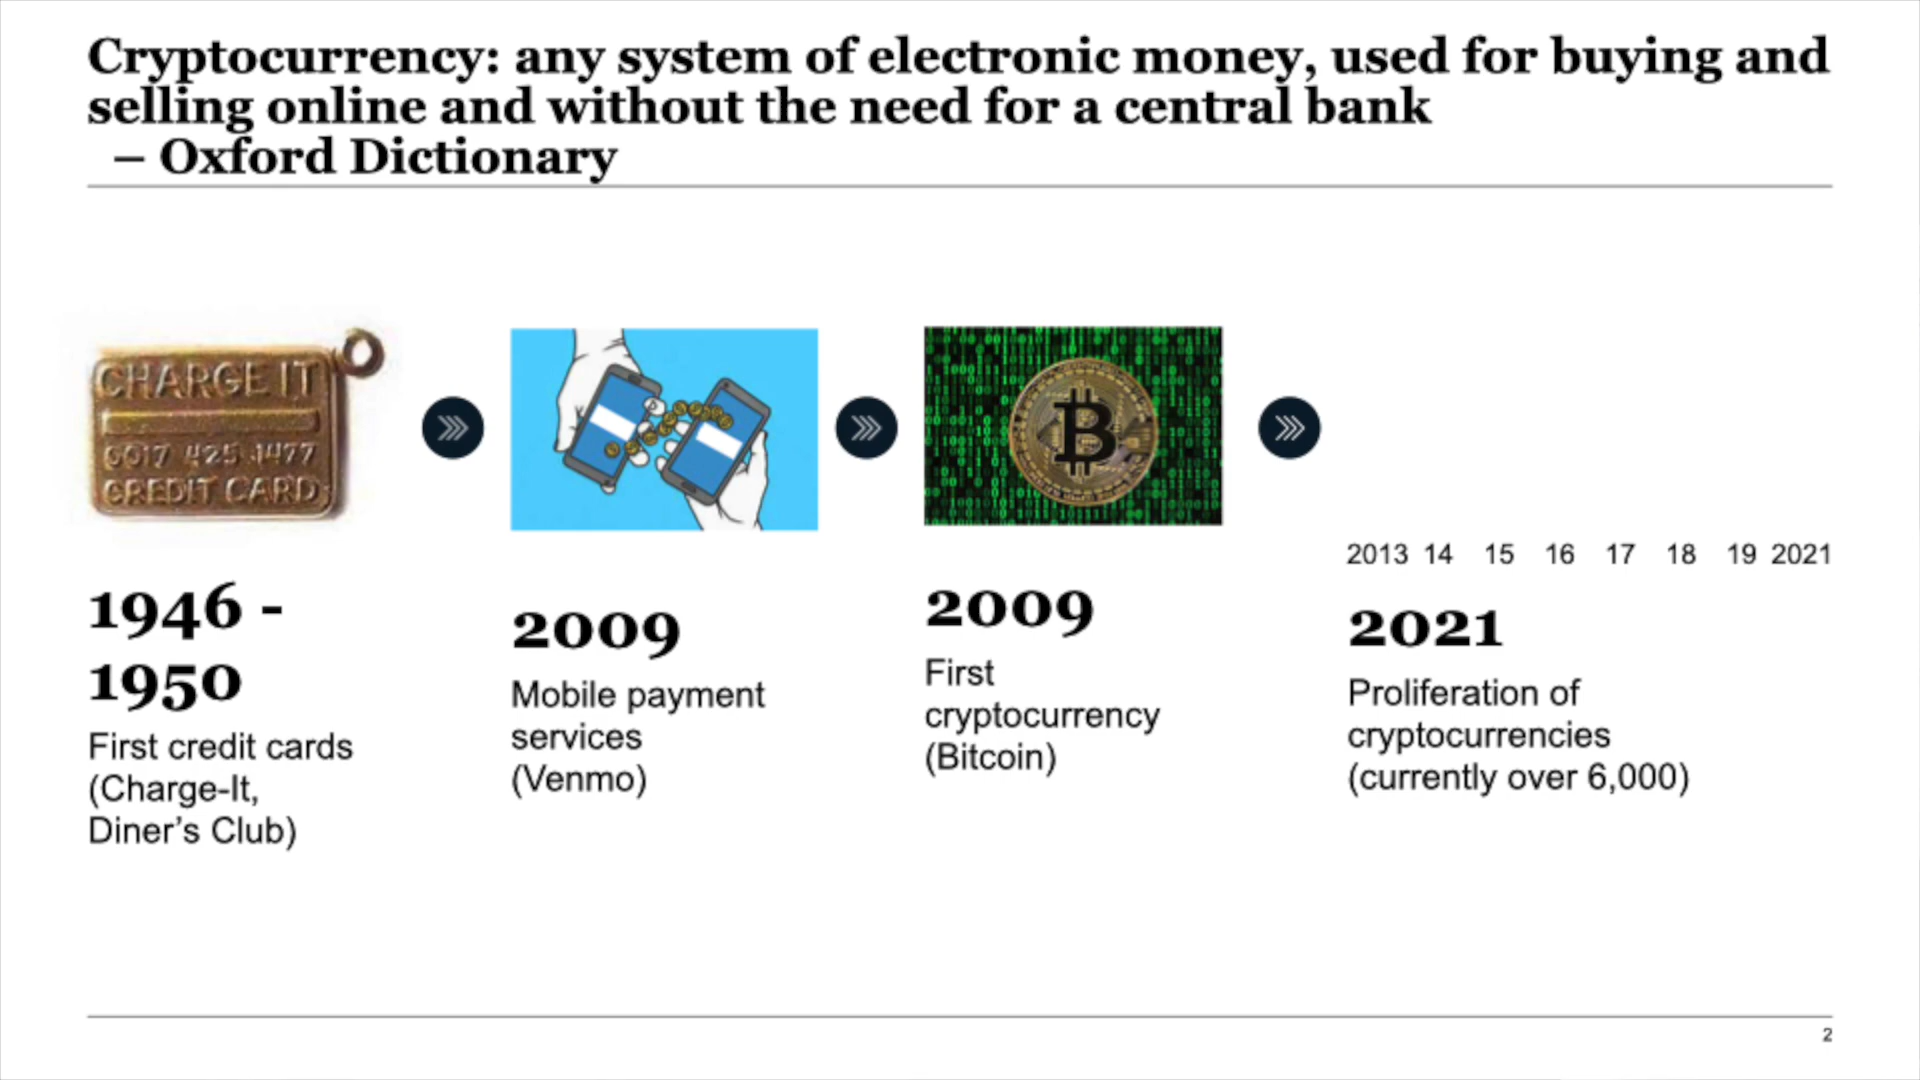 Cryptocurrency: any system of electronic money, used for buying and
selling online and without the need for a central bank
– Oxford Dictionary
CHARGE IT
0017 425 1477
CREDIT CARD
1946 -
1950
First credit cards
(Charge-It,
Diner’s Club)
2009
Mobile payment
services
(Venmo)
B
2009
First
cryptocurrency
(Bitcoin)
2013 14 15 16 17 18 19 2021
2021
Proliferation of
cryptocurrencies
(currently over 6,000)
2